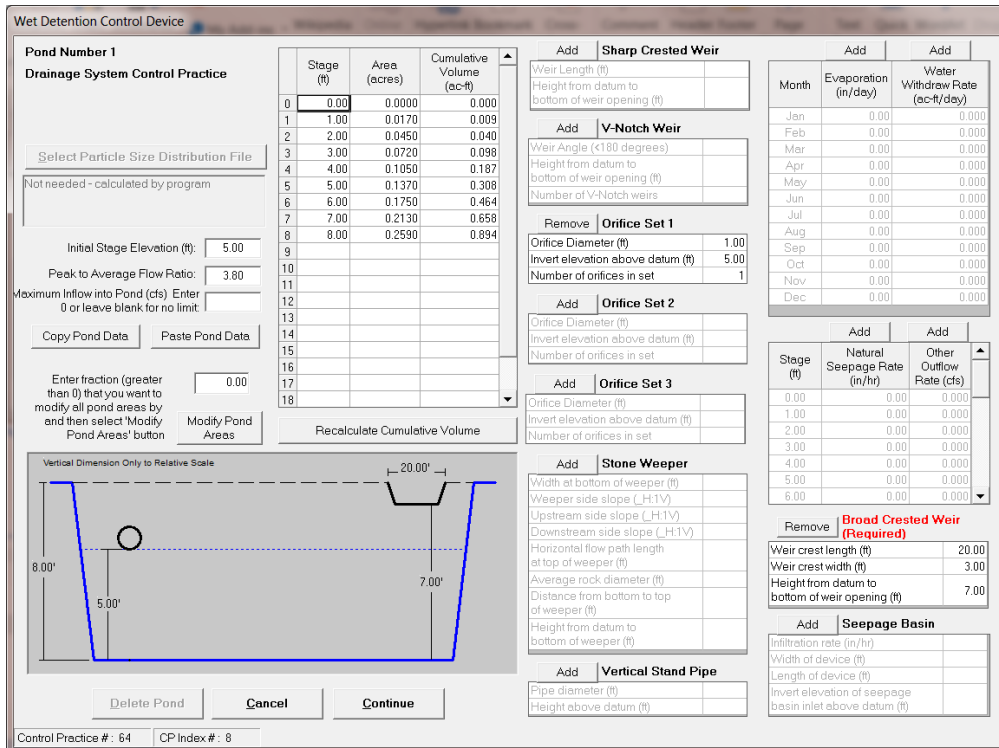 Wet Detention Control Device
Pond Number 1
Drainage System Control Practice
Select Particle Size Distribution File
Not needed - calculated by program
Initial Stage Elevation (ft): 5.00
Peak to Average Flow Ratio: 3.80
Maximum Inflow into Pond (cfs) Enter
0 or leave blank for no limit:
Copy Pond Data Paste Pond Data
Enter fraction (greater 0.00
than 0) that you want to
modify all pond areas by
and then select 'Modify
Pond Areas' button
Modify Pond
Areas
Stage
(ft)
Area
(acres)
Cumulative
Volume
(ac-ft)
0 0.00 0.0000 0.000
1 1.00 0.0170 0.009
2 2.00 0.0450 0.040
3 3.00 0.0720 0.098
4 4.00 0.1050 0.187
5 5.00 0.1370 0.308
6 6.00 0.1750 0.464
7 7.00 0.2130 0.658
8 8.00 0.2590 0.894
9
10
11
12
13
14
15
16
17
18
Recalculate Cumulative Volume
Vertical Dimension Only to Relative Scale
20.00'
8.00'
5.00'
7.00'
Delete Pond Cancel Continue
Control Practice #: 64 CP Index #: 8
Add Sharp Crested Weir
Weir Length (ft)
Height from datum to
bottom of weir opening (ft)
Add V-Notch Weir
Weir Angle (<180 degrees)
Height from datum to
bottom of weir opening (ft)
Number of V-Notch weirs
Remove Orifice Set 1
Orifice Diameter (ft) 1.00
Invert elevation above datum (ft) 5.00
Number of orifices in set 1
Add Orifice Set 2
Orifice Diameter (ft)
Invert elevation above datum (ft)
Number of orifices in set
Add Orifice Set 3
Orifice Diameter (ft)
Invert elevation above datum (ft)
Number of orifices in set
Add Stone Weeper
Width at bottom of weeper (ft)
Weeper side slope (_H:1V)
Upstream side slope (_H:1V)
Downstream side slope (_H:1V)
Horizontal flow path length
at top of weeper (ft)
Average rock diameter (ft)
Distance from bottom to top
of weeper (ft)
Height from datum to
bottom of weeper (ft)
Add Vertical Stand Pipe
Pipe diameter (ft)
Height above datum (ft)
Add Add
Month
Evaporation
(in/day)
Water
Withdraw Rate
(ac-ft/day)
Jan 0.00 0.000
Feb 0.00 0.000
Mar 0.00 0.000
Apr 0.00 0.000
May 0.00 0.000
Jun 0.00 0.000
Jul 0.00 0.000
Aug 0.00 0.000
Sep 0.00 0.000
Oct 0.00 0.000
Nov 0.00 0.000
Dec 0.00 0.000
Add Add
Stage
(ft)
Natural
Seepage Rate
(in/hr)
Other
Outflow
Rate (cfs)
0.00 0.00 0.000
1.00 0.00 0.000
2.00 0.00 0.000
3.00 0.00 0.000
4.00 0.00 0.000
5.00 0.00 0.000
6.00 0.00 0.000
Remove Broad Crested Weir
(Required)
Weir crest length (ft) 20.00
Weir crest width (ft) 3.00
Height from datum to
bottom of weir opening (ft) 7.00
Add Seepage Basin
Infiltration rate (in/hr)
Width of device (ft)
Length of device (ft)
Invert elevation of seepage
basin inlet above datum (ft)